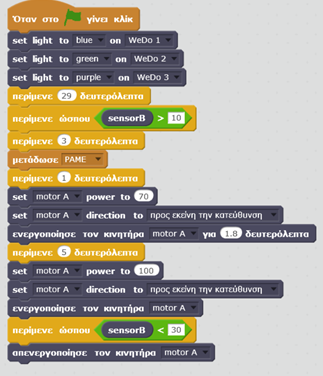 Όταν στο γίνει κλίκ
set light to blue on WeDo 1
set light to green on WeDo 2
set light to purple on WeDo 3
περίμενε 29 δευτερόλεπτα
περίμενε ώσπου sensorB > 10
περίμενε 3 δευτερόλεπτα
μετάδωσε PAME
περίμενε 1 δευτερόλεπτα
set motor A power to 70
set motor A direction to προς εκείνη την κατεύθυνση
ενεργοποίησε τον κινητήρα motor A για 1.8 δευτερόλεπτα
περίμενε 5 δευτερόλεπτα
set motor A power to 100
set motor A direction to προς εκείνη την κατεύθυνση
ενεργοποίησε τον κινητήρα motor A
περίμενε ώσπου sensorB < 30
απενεργοποίησε τον κινητήρα motor A